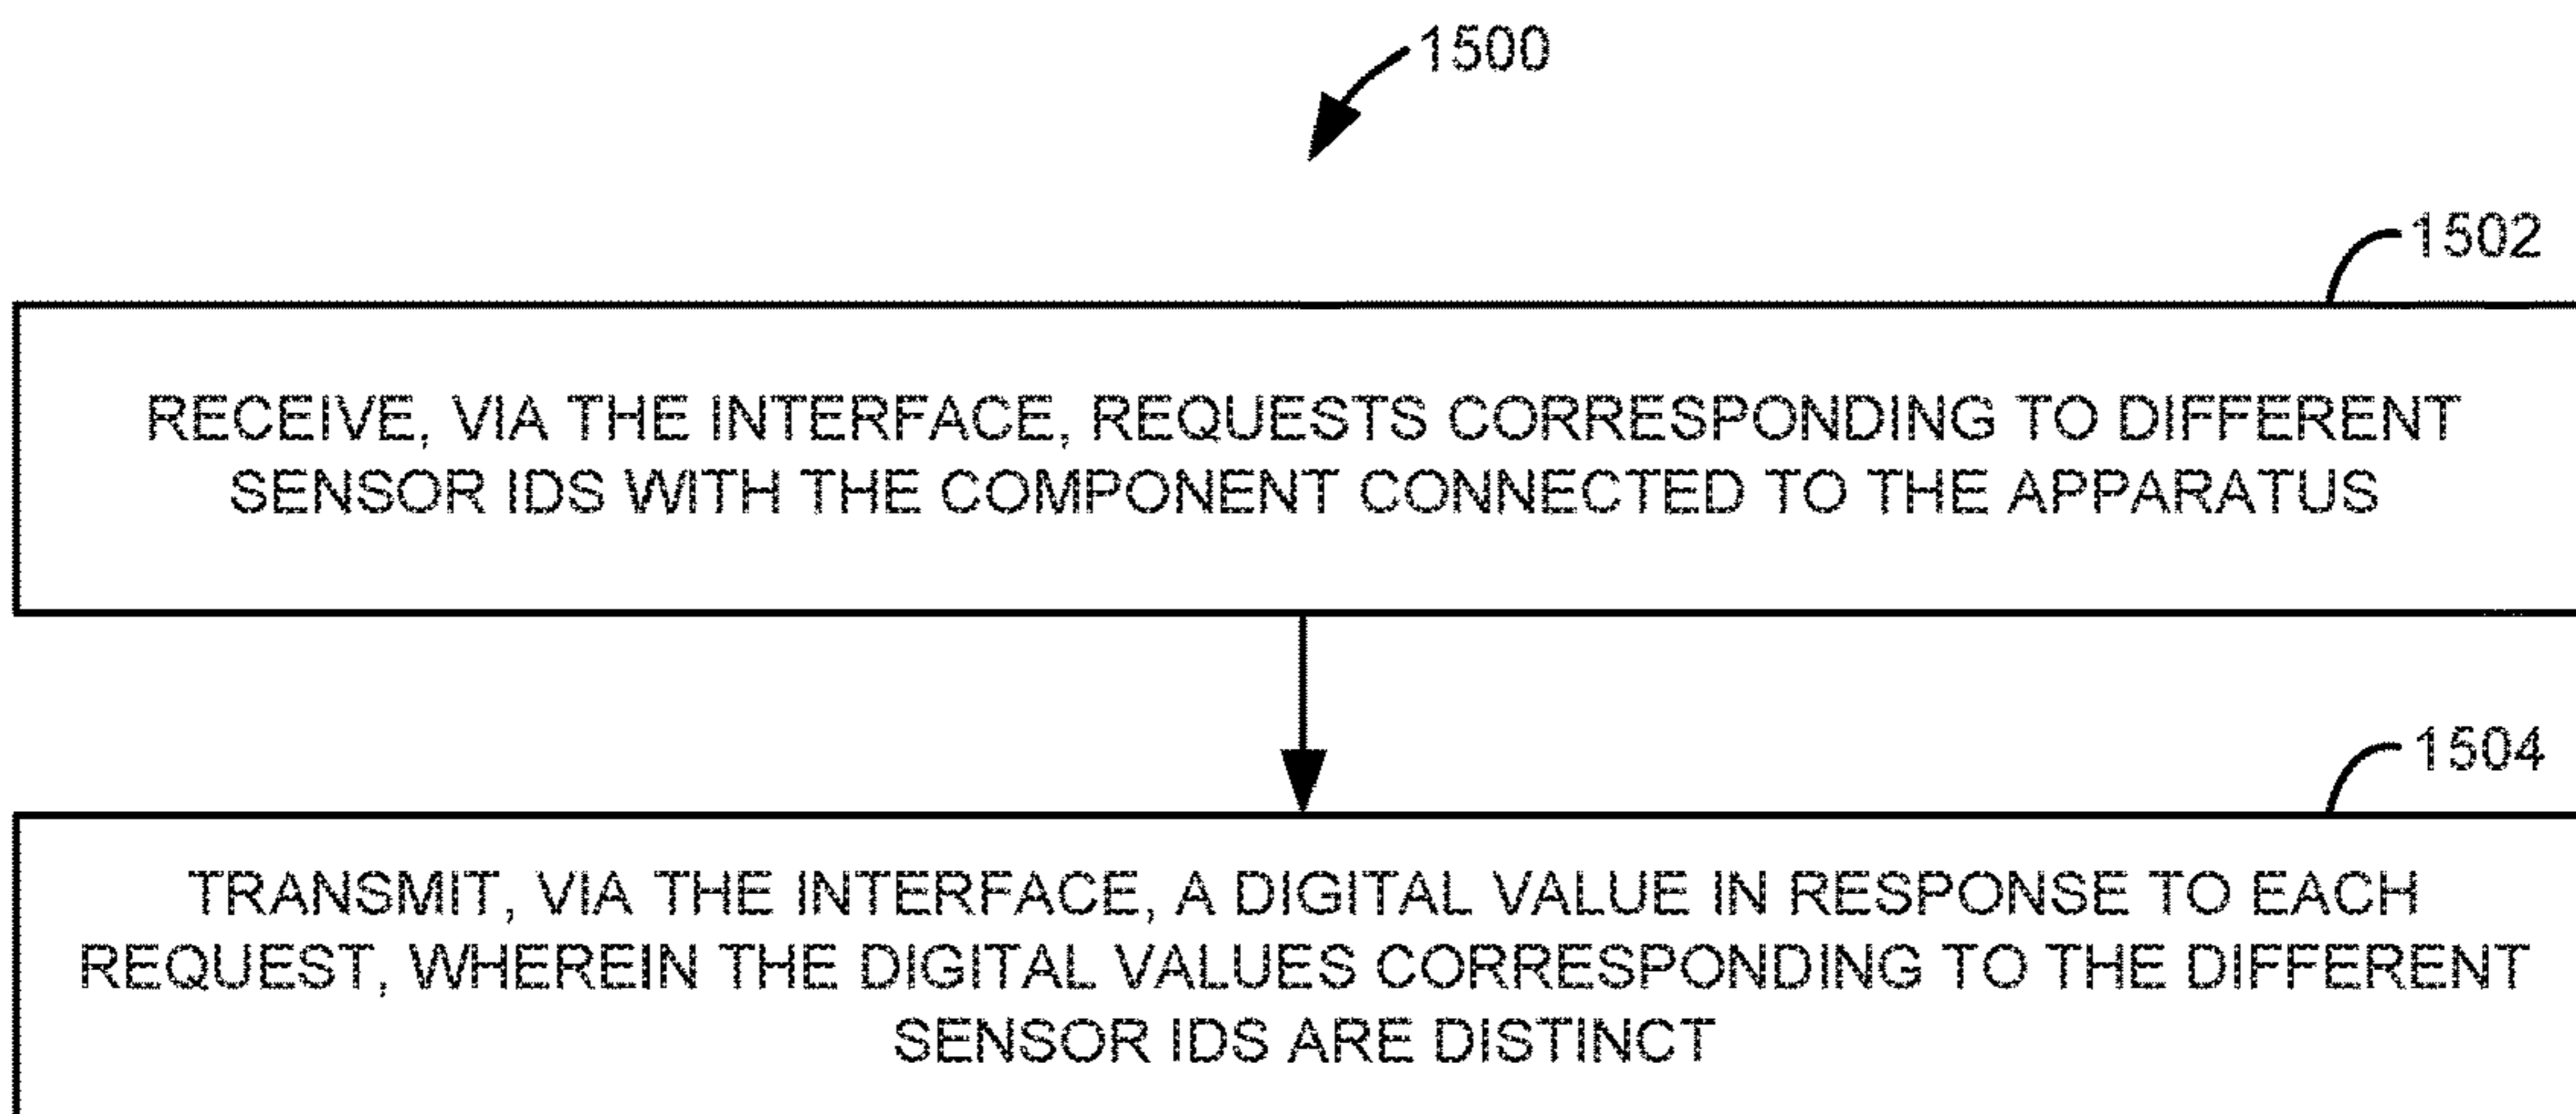 1500
1502
RECEIVE, VIA THE INTERFACE, REQUESTS CORRESPONDING TO DIFFERENT
SENSOR IDS WITH THE COMPONENT CONNECTED TO THE APPARATUS
1504
TRANSMIT, VIA THE INTERFACE, A DIGITAL VALUE IN RESPONSE TO EACH
REQUEST, WHEREIN THE DIGITAL VALUES CORRESPONDING TO THE DIFFERENT
SENSOR IDS ARE DISTINCT